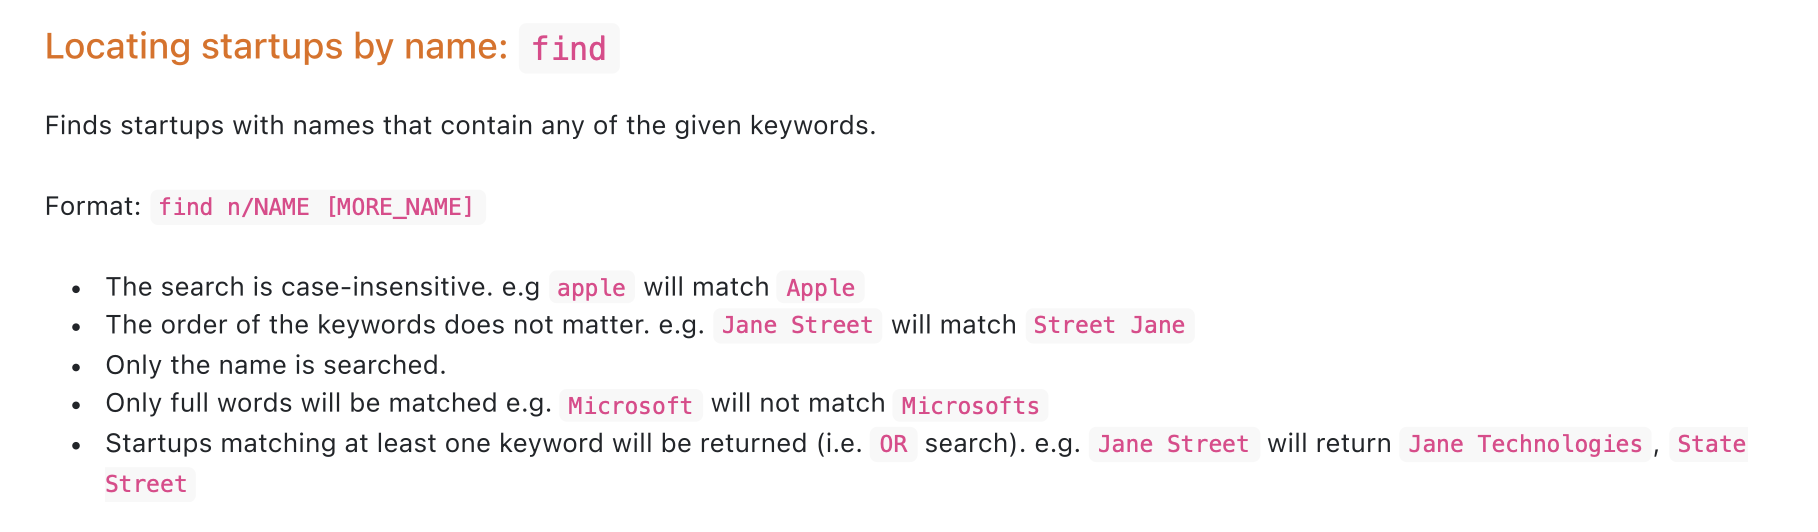 Locating startups by name: find
Finds startups with names that contain any of the given keywords.
Format: find n/NAME [MORE_NAME]
• The search is case-insensitive. e.g apple will match Apple
• The order of the keywords does not matter. e.g. Jane Street will match Street Jane
• Only the name is searched.
• Only full words will be matched e.g. Microsoft will not match Microsofts
• Startups matching at least one keyword will be returned (i.e. OR search). e.g. Jane Street will return Jane Technologies, State
Street